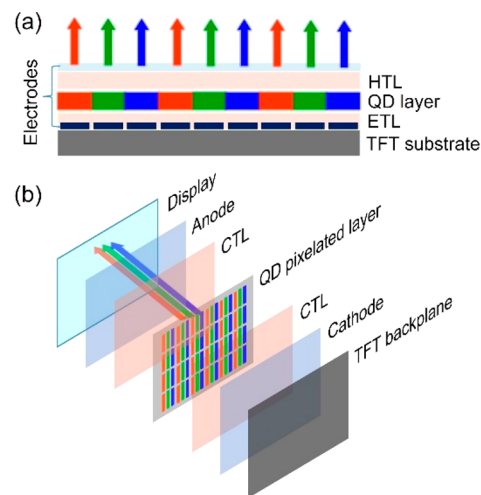 (a)
Electrodes
HTL
QD layer
ETL
TFT substrate
(b)
Display
Anode
CTL
QD pixelated layer
CTL
Cathode
TFT backplane